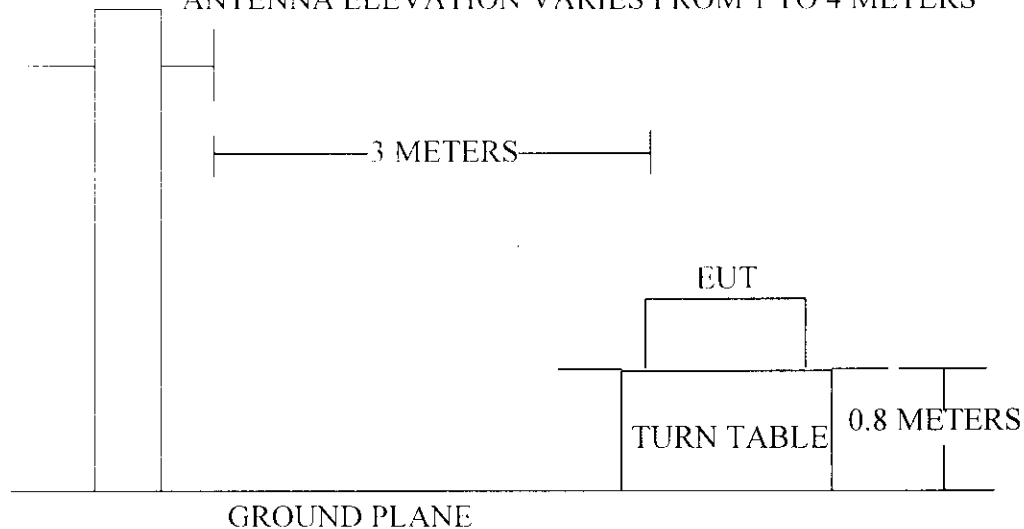 ANTENNA ELEVATION VARIES FROM 1 TO 4 METERS
3 METERS
EUT
TURN TABLE
0.8 METERS
GROUND PLANE